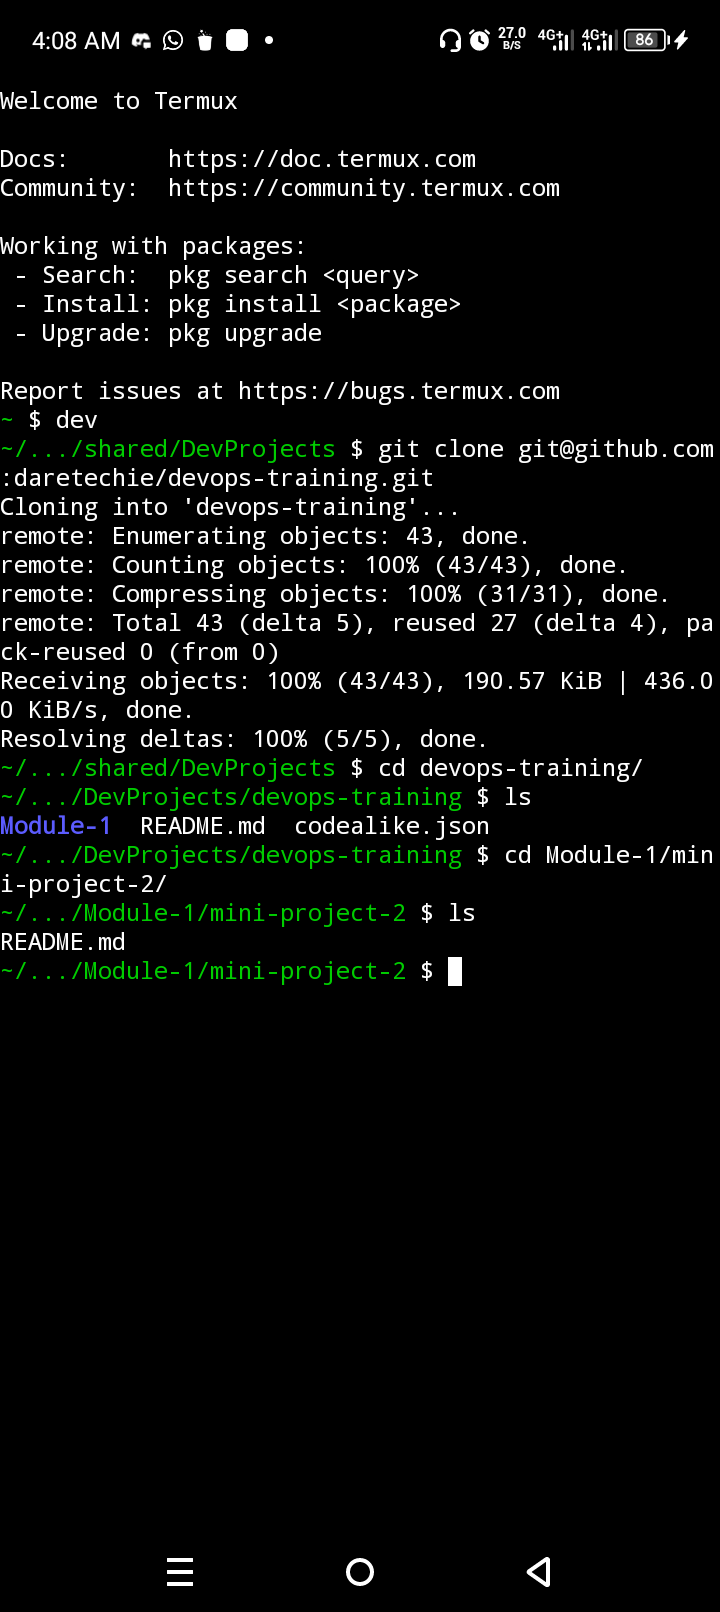 4:08 AM 27.0 B/S 4G+ 4G+ 86
Welcome to Termux
Docs:       https://doc.termux.com
Community:  https://community.termux.com
Working with packages:
 - Search:  pkg search <query>
 - Install: pkg install <package>
 - Upgrade: pkg upgrade
Report issues at https://bugs.termux.com
~ $ dev
~/.../shared/DevProjects $ git clone git@github.com
:daretechie/devops-training.git
Cloning into 'devops-training'...
remote: Enumerating objects: 43, done.
remote: Counting objects: 100% (43/43), done.
remote: Compressing objects: 100% (31/31), done.
remote: Total 43 (delta 5), reused 27 (delta 4), pa
ck-reused 0 (from 0)
Receiving objects: 100% (43/43), 190.57 KiB | 436.0
0 KiB/s, done.
Resolving deltas: 100% (5/5), done.
~/.../shared/DevProjects $ cd devops-training/
~/.../DevProjects/devops-training $ ls
Module-1  README.md  codealike.json
~/.../DevProjects/devops-training $ cd Module-1/min
i-project-2/
~/.../Module-1/mini-project-2 $ ls
README.md
~/.../Module-1/mini-project-2 $